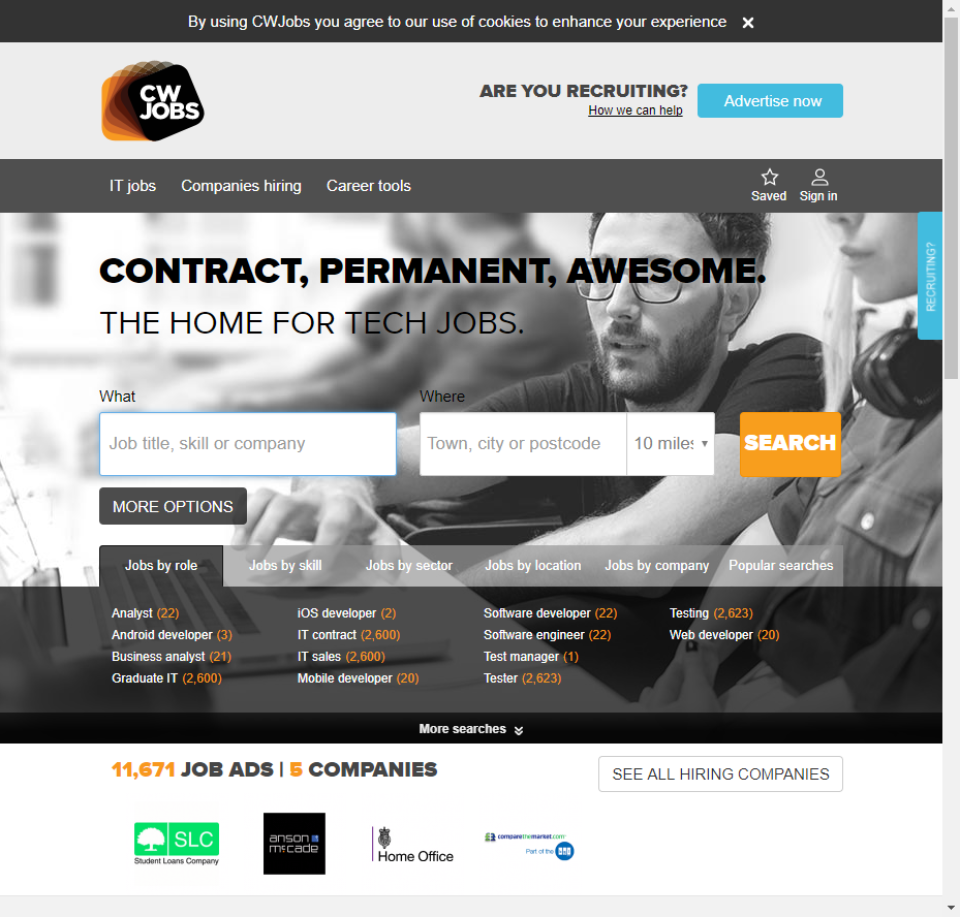 By using CWJobs you agree to our use of cookies to enhance your experience ×
CW
JOBS
ARE YOU RECRUITING?
How we can help
Advertise now
IT jobs Companies hiring Career tools
Saved Sign in
RECRUITING?
CONTRACT, PERMANENT, AWESOME.
THE HOME FOR TECH JOBS.
What Where
Job title, skill or company Town, city or postcode 10 miles
SEARCH
MORE OPTIONS
Jobs by role Jobs by skill Jobs by sector Jobs by location Jobs by company Popular searches
Analyst (22) iOS developer (2) Software developer (22) Testing (2,623)
Android developer (3) IT contract (2,600) Software engineer (22) Web developer (20)
Business analyst (21) IT sales (2,600) Test manager (1)
Graduate IT (2,600) Mobile developer (20) Tester (2,623)
More searches
11,671 JOB ADS | 5 COMPANIES
SEE ALL HIRING COMPANIES
SLC
Student Loans Company
anson
mccade
Home Office
comparethemarket.com
Part of the